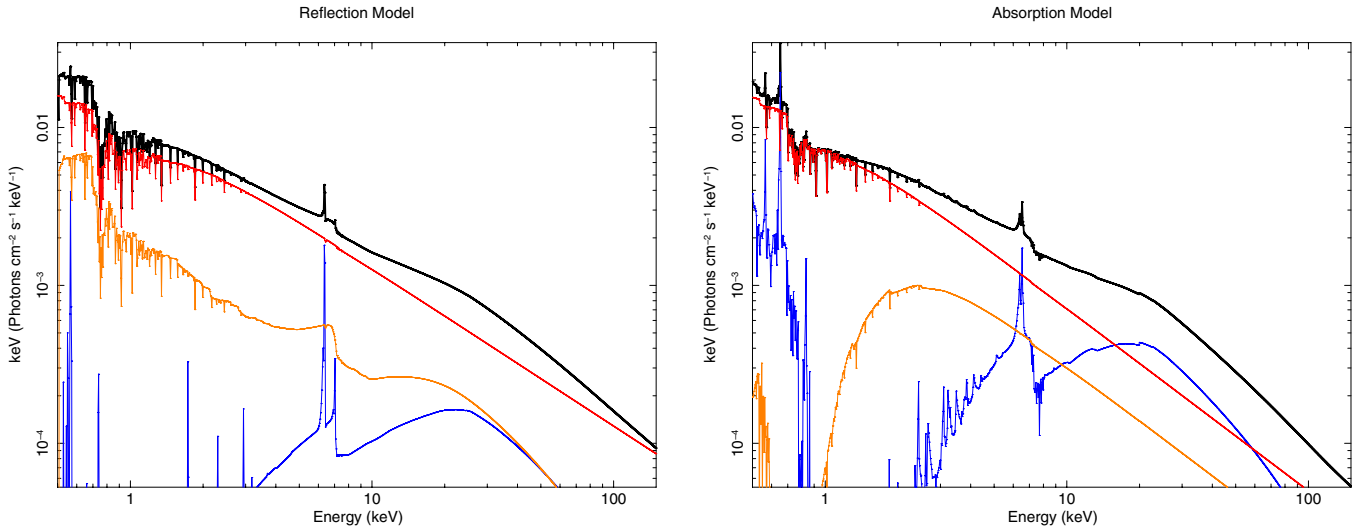 Reflection Model
0.01
10⁻³
10⁻⁴
keV (Photons cm⁻² s⁻¹ keV⁻¹)
1
10
100
Energy (keV)
Absorption Model
0.01
10⁻³
10⁻⁴
keV (Photons cm⁻² s⁻¹ keV⁻¹)
1
10
100
Energy (keV)